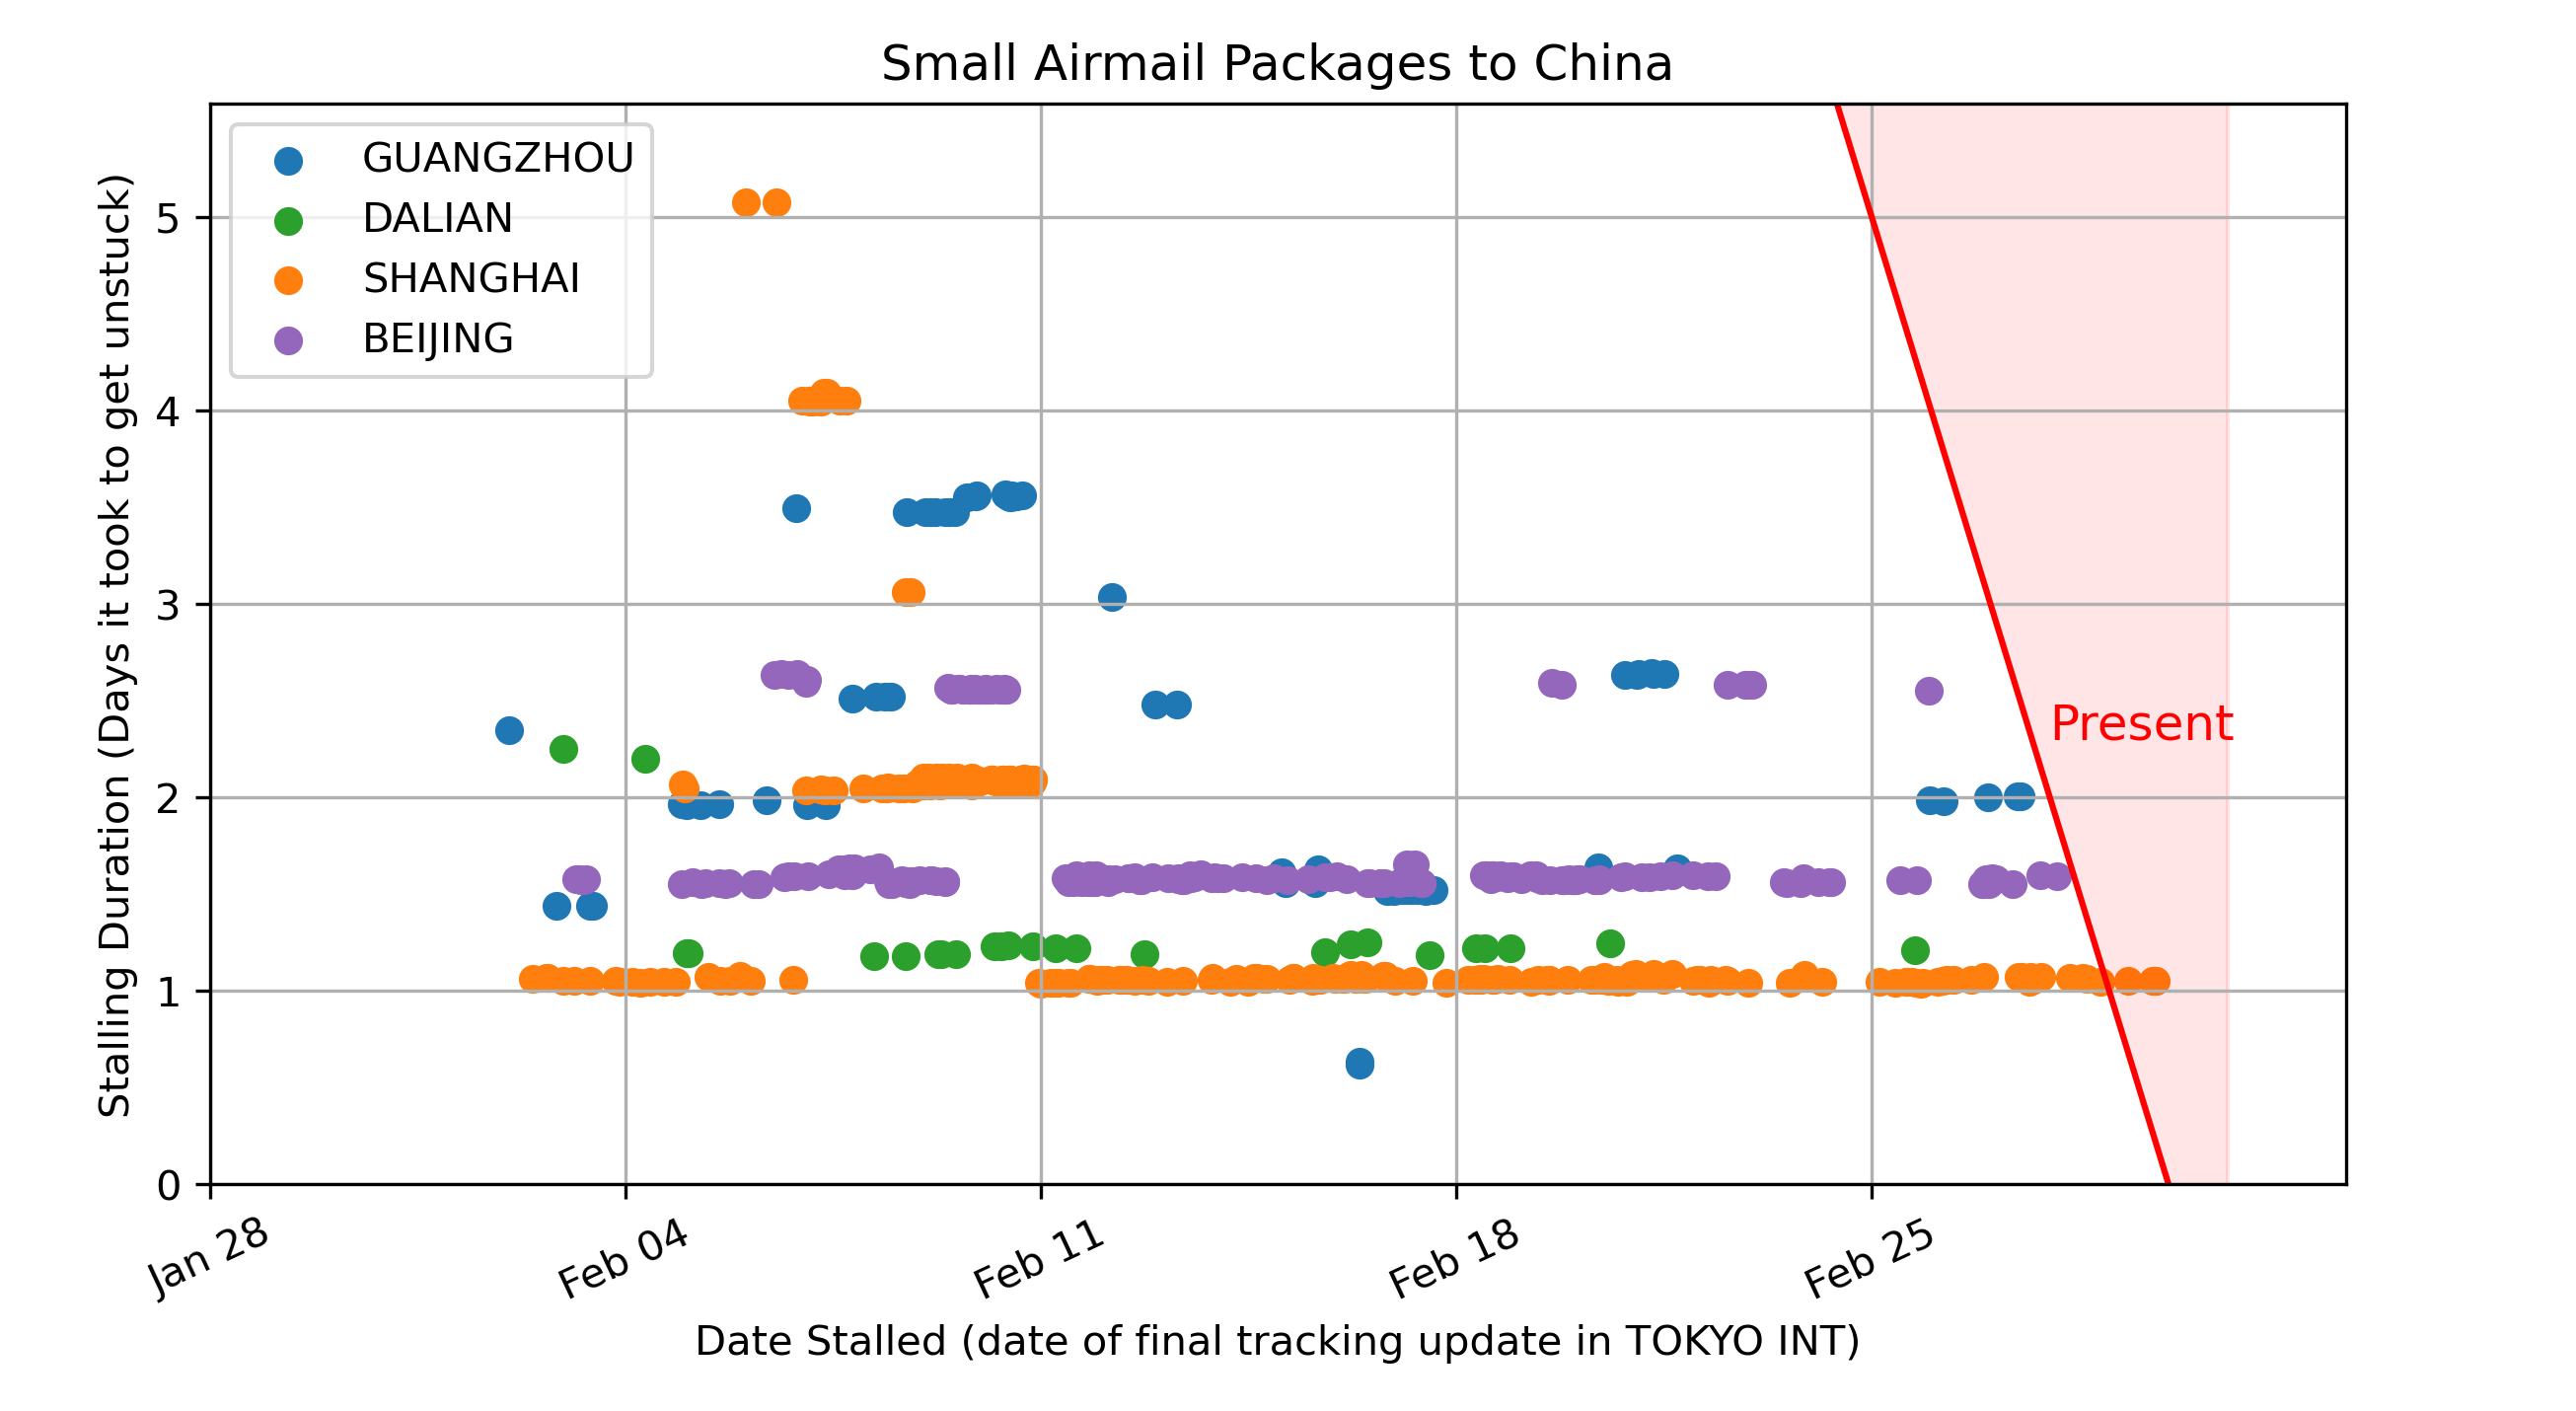 Small Airmail Packages to China
GUANGZHOU
DALIAN
SHANGHAI
BEIJING
Stalling Duration (Days it took to get unstuck)
5
4
3
2
1
0
Present
Jan 28
Feb 04
Feb 11
Feb 18
Feb 25
Date Stalled (date of final tracking update in TOKYO INT)